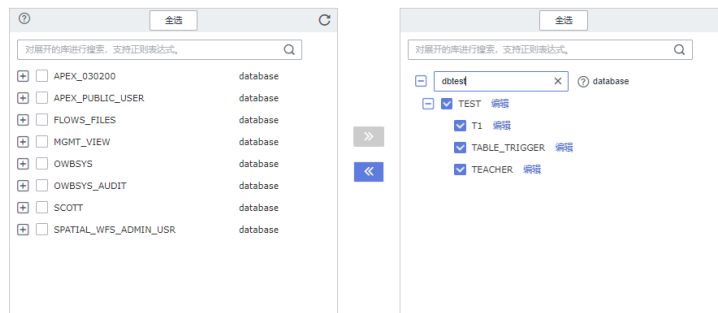 全选
对展开的库进行搜索、支持正则表达式。
APEX_030200 database
APEX_PUBLIC_USER database
FLOWS_FILES database
MGMT_VIEW database
OWBSYS database
OWBSYS_AUDIT database
SCOTT database
SPATIAL_WFS_ADMIN_USR database
全选
对展开的库进行搜索、支持正则表达式。
dbtest database
TEST 编辑
T1 编辑
TABLE_TRIGGER 编辑
TEACHER 编辑